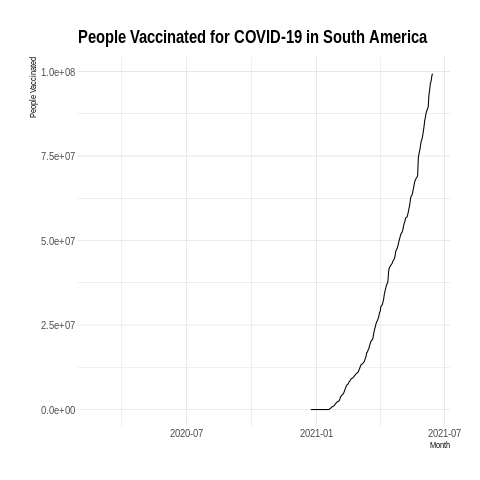 People Vaccinated for COVID-19 in South America
People Vaccinated
1.0e+08
7.5e+07
5.0e+07
2.5e+07
0.0e+00
2020-07
2021-01
2021-07
Month